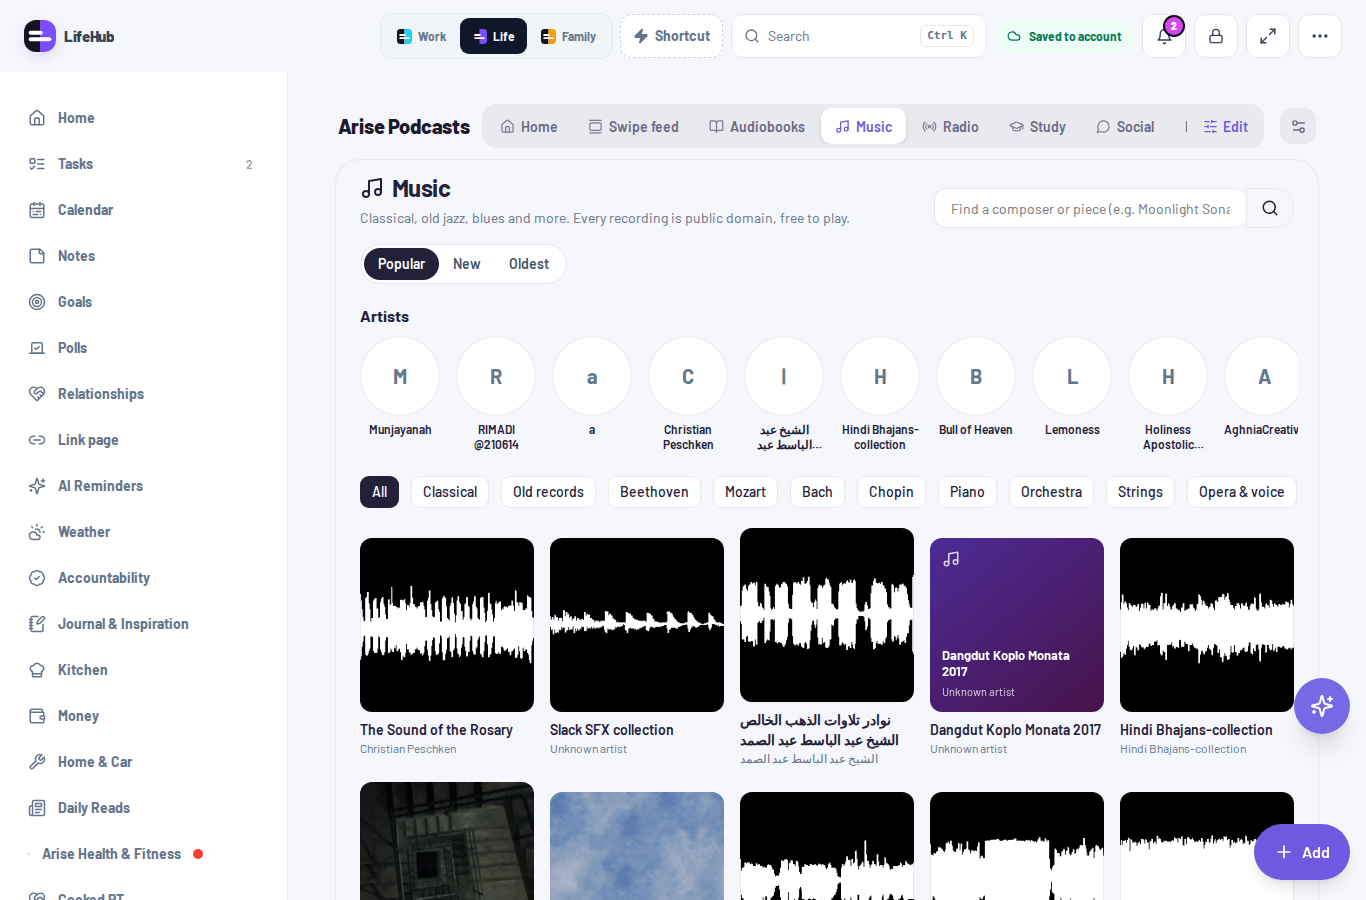 LifeHub
Work
Life
Family
Shortcut
Search
Ctrl K
Saved to account
2
Home
Tasks
2
Calendar
Notes
Goals
Polls
Relationships
Link page
AI Reminders
Weather
Accountability
Journal & Inspiration
Kitchen
Money
Home & Car
Daily Reads
Arise Health & Fitness
Arise Podcasts
Home
Swipe feed
Audiobooks
Music
Radio
Study
Social
Edit
Music
Classical, old jazz, blues and more. Every recording is public domain, free to play.
Find a composer or piece (e.g. Moonlight Sona
Popular
New
Oldest
Artists
M
R
a
C
ا
H
B
L
H
A
Munjayanah
RIMADI
@210614
a
Christian
Peschken
الشيخ عبد
الباسط عبد...
Hindi Bhajans-
collection
Bull of Heaven
Lemoness
Holiness
Apostolic...
AghniaCreativ
All
Classical
Old records
Beethoven
Mozart
Bach
Chopin
Piano
Orchestra
Strings
Opera & voice
The Sound of the Rosary
Christian Peschken
Slack SFX collection
Unknown artist
نوادر تلاوات الذهب الخالص
الشيخ عبد الباسط عبد الصمد
الشيخ عبد الباسط عبد الصمد
Dangdut Koplo Monata
2017
Unknown artist
Dangdut Koplo Monata 2017
Unknown artist
Hindi Bhajans-collection
Hindi Bhajans-collection
Add